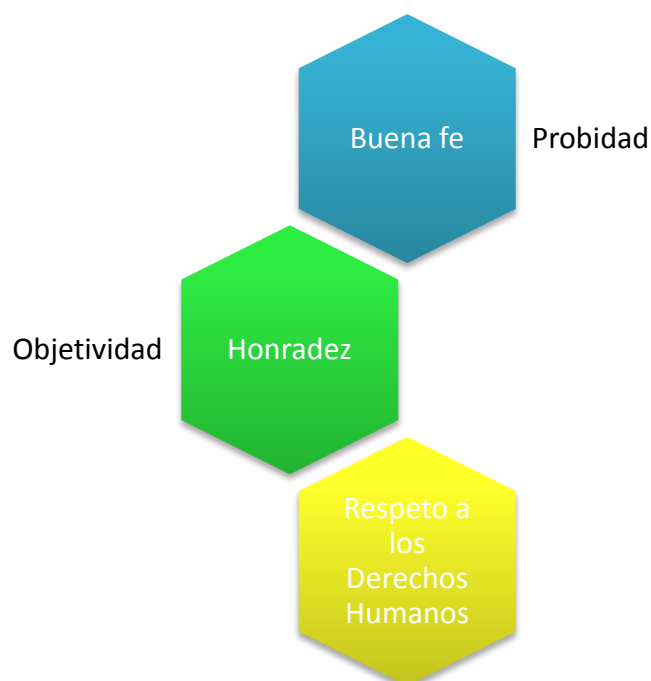 Buena fe
Probidad
Objetividad
Honradez
Respeto a
los
Derechos
Humanos